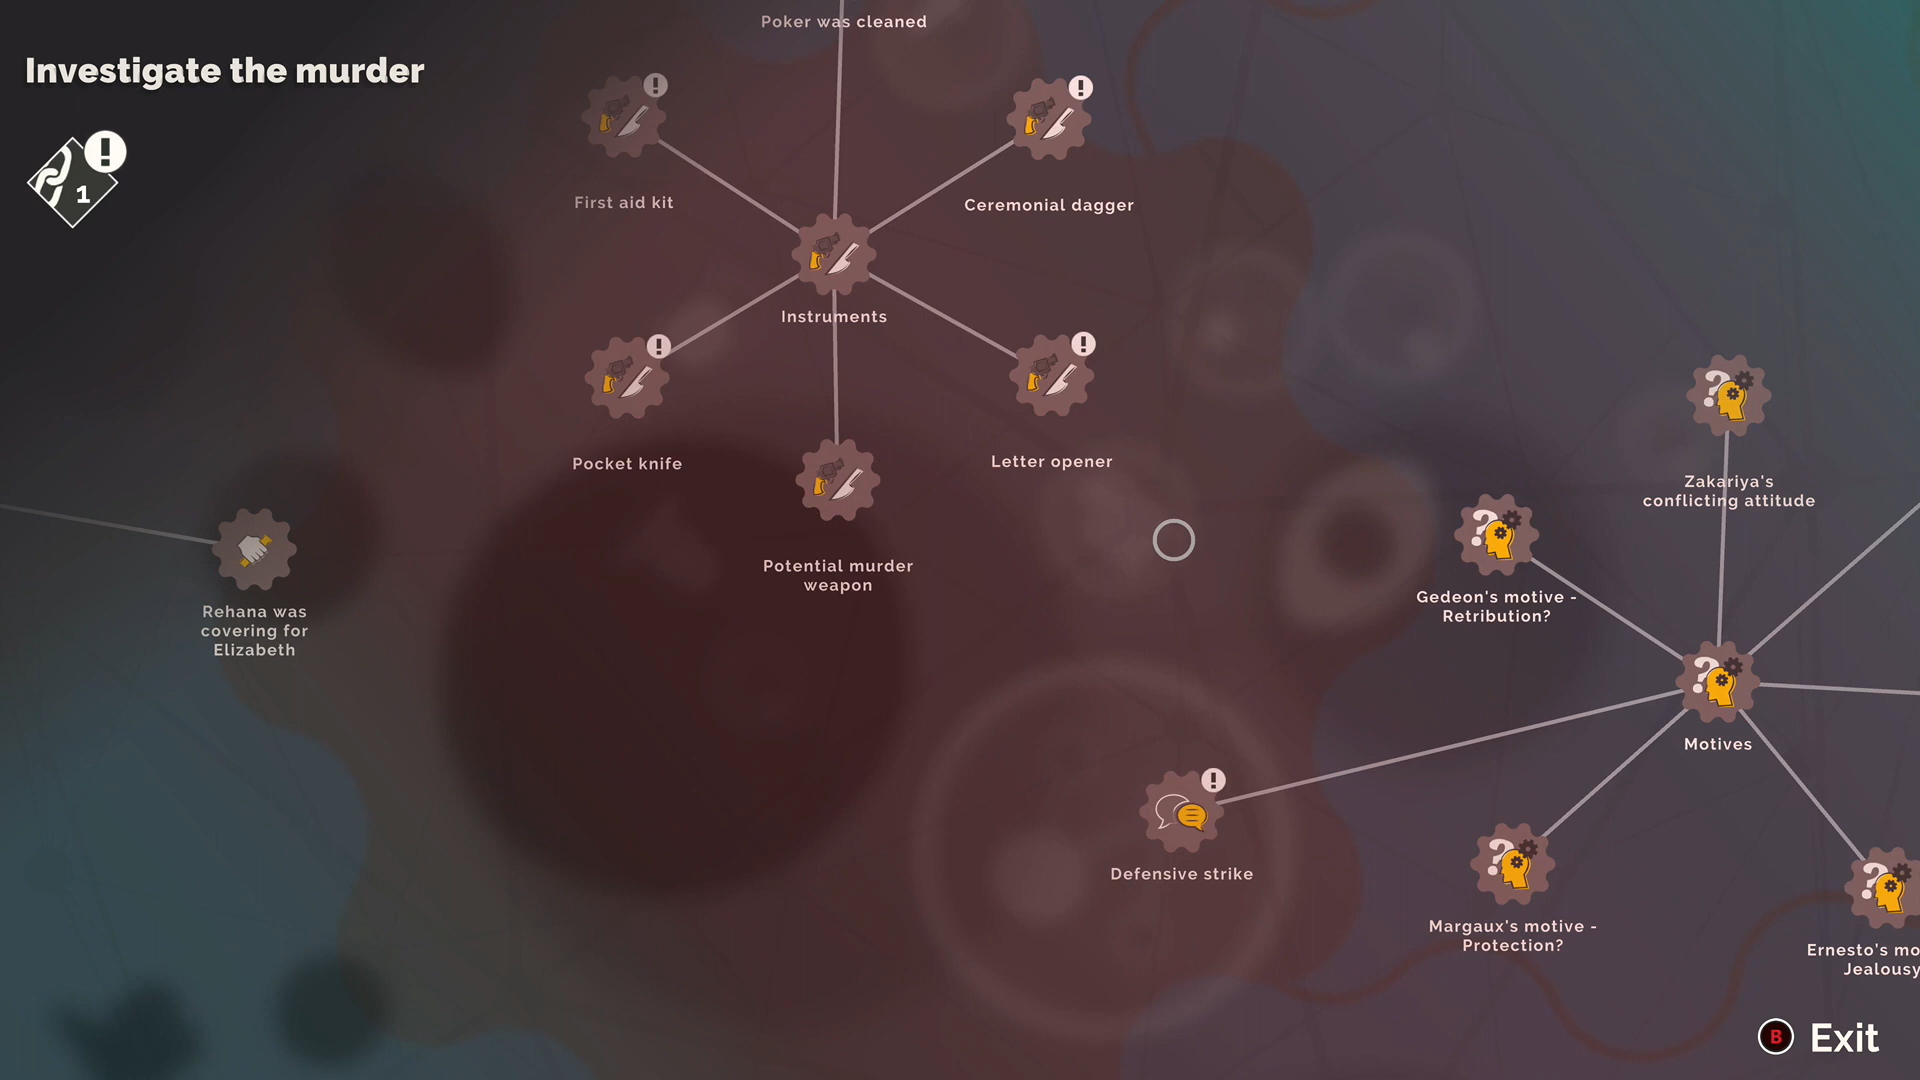 Poker was cleaned
Investigate the murder
!
1
!
First aid kit
!
Ceremonial dagger
Instruments
!
Pocket knife
!
Letter opener
Potential murder
weapon
Rehana was
covering for
Elizabeth
?
Zakariya's
conflicting attitude
?
Gedeon's motive -
Retribution?
?
Motives
!
Defensive strike
?
Margaux's motive -
Protection?
?
Ernesto's mo
Jealousy
B Exit